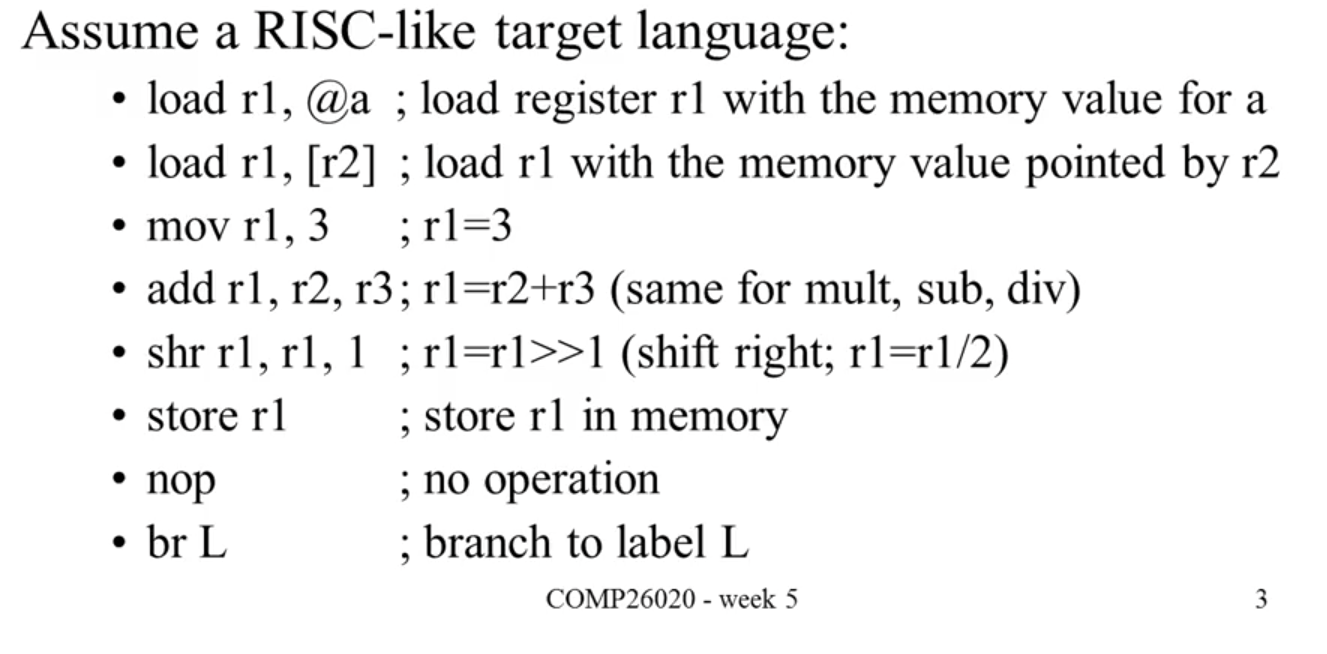 Assume a RISC-like target language:
• load r1, @a ; load register r1 with the memory value for a
• load r1, [r2] ; load r1 with the memory value pointed by r2
• mov r1, 3 ; r1=3
• add r1, r2, r3; r1=r2+r3 (same for mult, sub, div)
• shr r1, r1, 1 ; r1=r1>>1 (shift right; r1=r1/2)
• store r1 ; store r1 in memory
• nop ; no operation
• br L ; branch to label L
COMP26020 - week 5 3